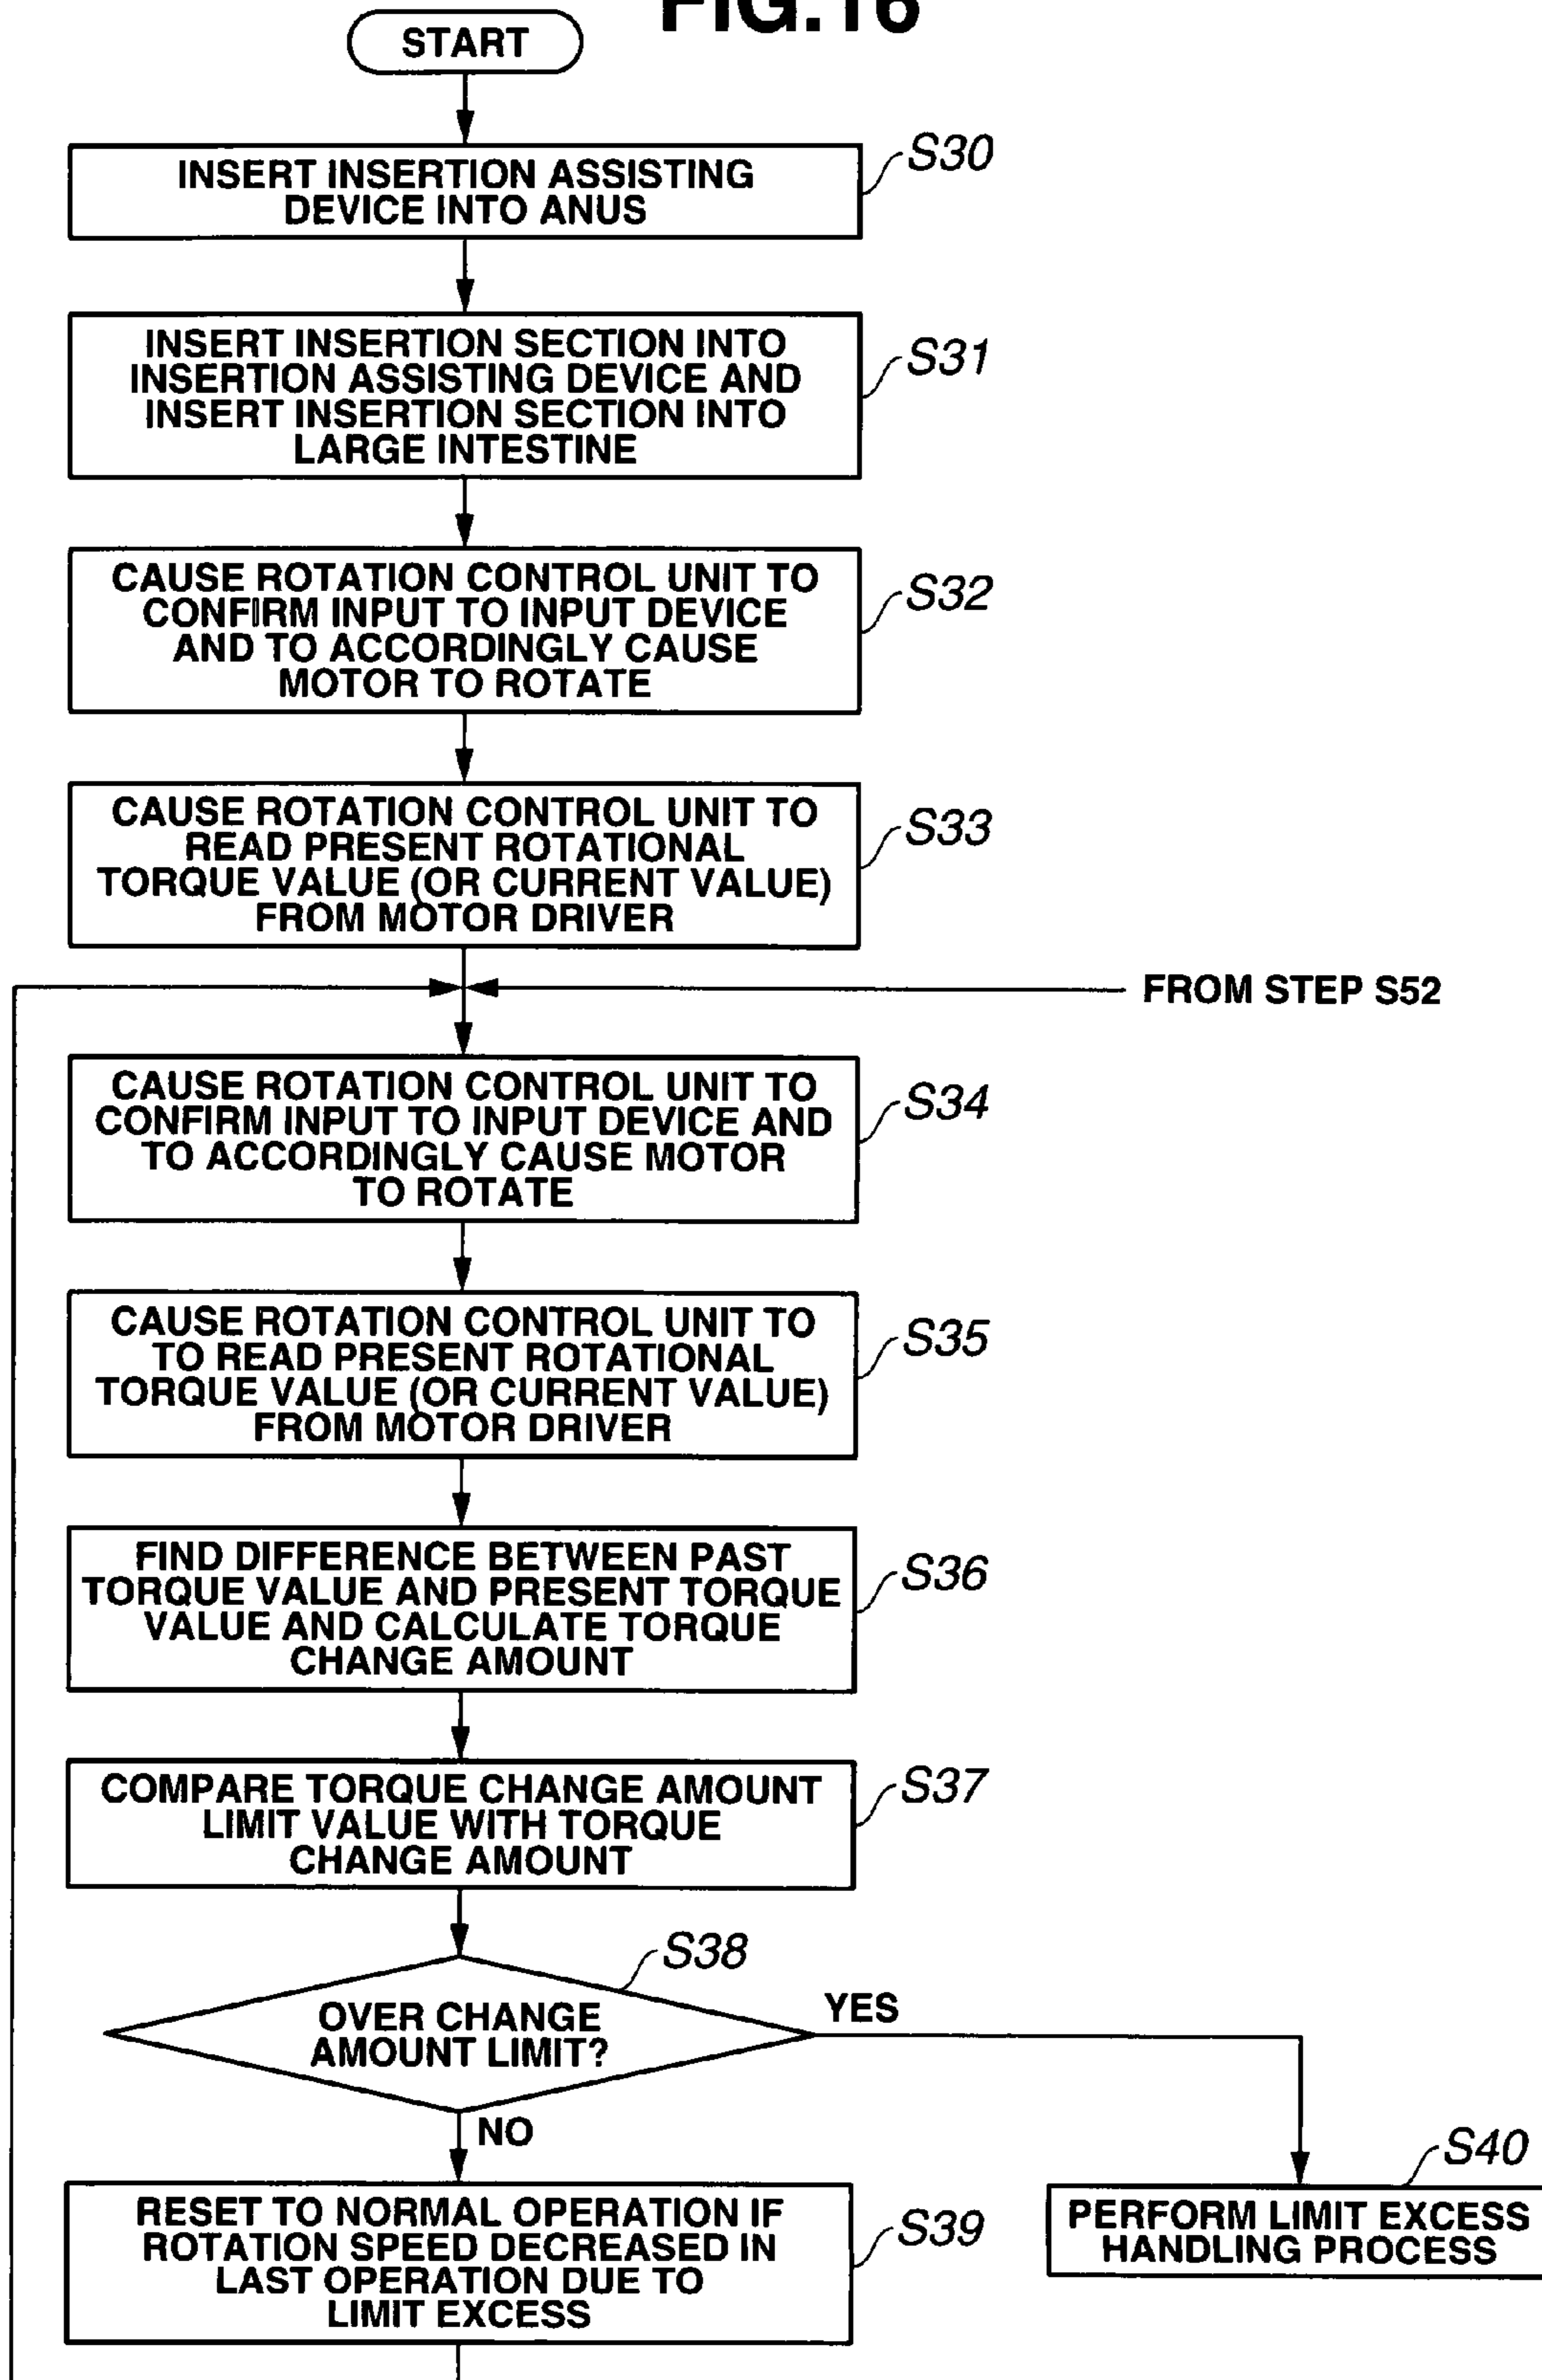 FIG.16
START
INSERT INSERTION ASSISTING
DEVICE INTO ANUS
S30
INSERT INSERTION SECTION INTO
INSERTION ASSISTING DEVICE AND
INSERT INSERTION SECTION INTO
LARGE INTESTINE
S31
CAUSE ROTATION CONTROL UNIT TO
CONFIRM INPUT TO INPUT DEVICE
AND TO ACCORDINGLY CAUSE
MOTOR TO ROTATE
S32
CAUSE ROTATION CONTROL UNIT TO
READ PRESENT ROTATIONAL
TORQUE VALUE (OR CURRENT VALUE)
FROM MOTOR DRIVER
S33
FROM STEP S52
CAUSE ROTATION CONTROL UNIT TO
CONFIRM INPUT TO INPUT DEVICE AND
TO ACCORDINGLY CAUSE MOTOR
TO ROTATE
S34
CAUSE ROTATION CONTROL UNIT TO
TO READ PRESENT ROTATIONAL
TORQUE VALUE (OR CURRENT VALUE)
FROM MOTOR DRIVER
S35
FIND DIFFERENCE BETWEEN PAST
TORQUE VALUE AND PRESENT TORQUE
VALUE AND CALCULATE TORQUE
CHANGE AMOUNT
S36
COMPARE TORQUE CHANGE AMOUNT
LIMIT VALUE WITH TORQUE
CHANGE AMOUNT
S37
S38
OVER CHANGE
AMOUNT LIMIT?
YES
NO
RESET TO NORMAL OPERATION IF
ROTATION SPEED DECREASED IN
LAST OPERATION DUE TO
LIMIT EXCESS
S39
S40
PERFORM LIMIT EXCESS
HANDLING PROCESS